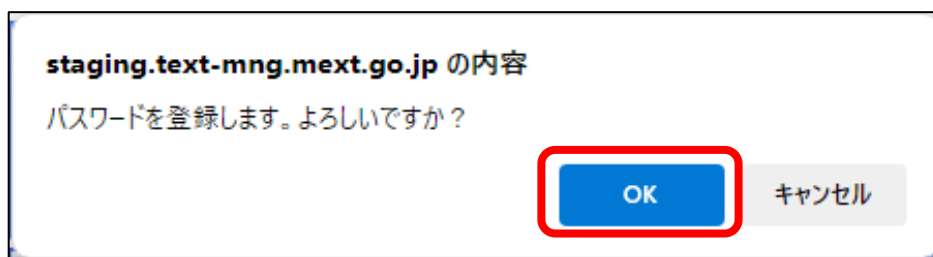 staging.text-mng.mext.go.jp の内容
パスワードを登録します。よろしいですか？
OK キャンセル